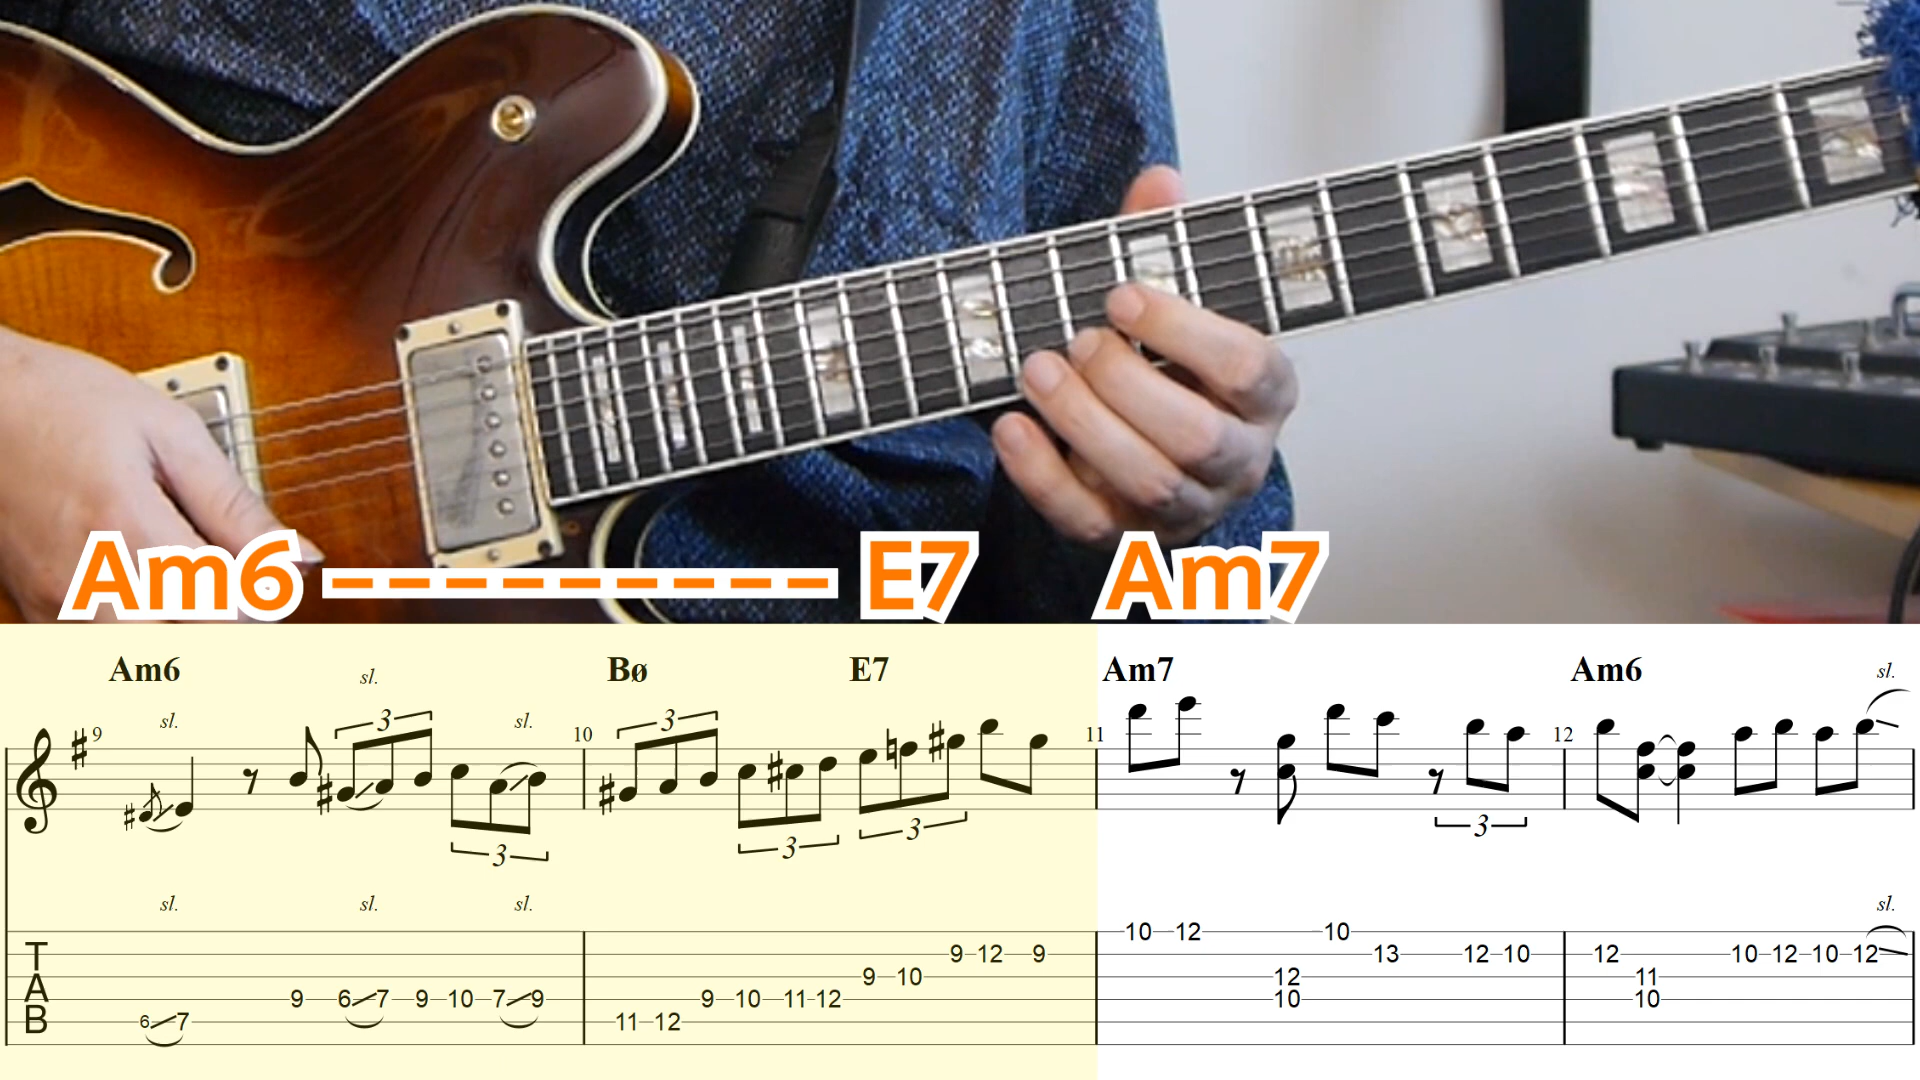 Am6 --------- E7 Am7
Am6 Bø E7 Am7 Am6
sl. sl. sl. sl.
9 3 10 3 11 12
3 3 3 3
sl. sl. sl. sl.
10 12 10
9 12 9 13 12 10 12 10 12 10 12
T 9 10 12 11
A 9 6 7 9 10 7 9 9 10 11 12 10 10
B 6 7 11 12